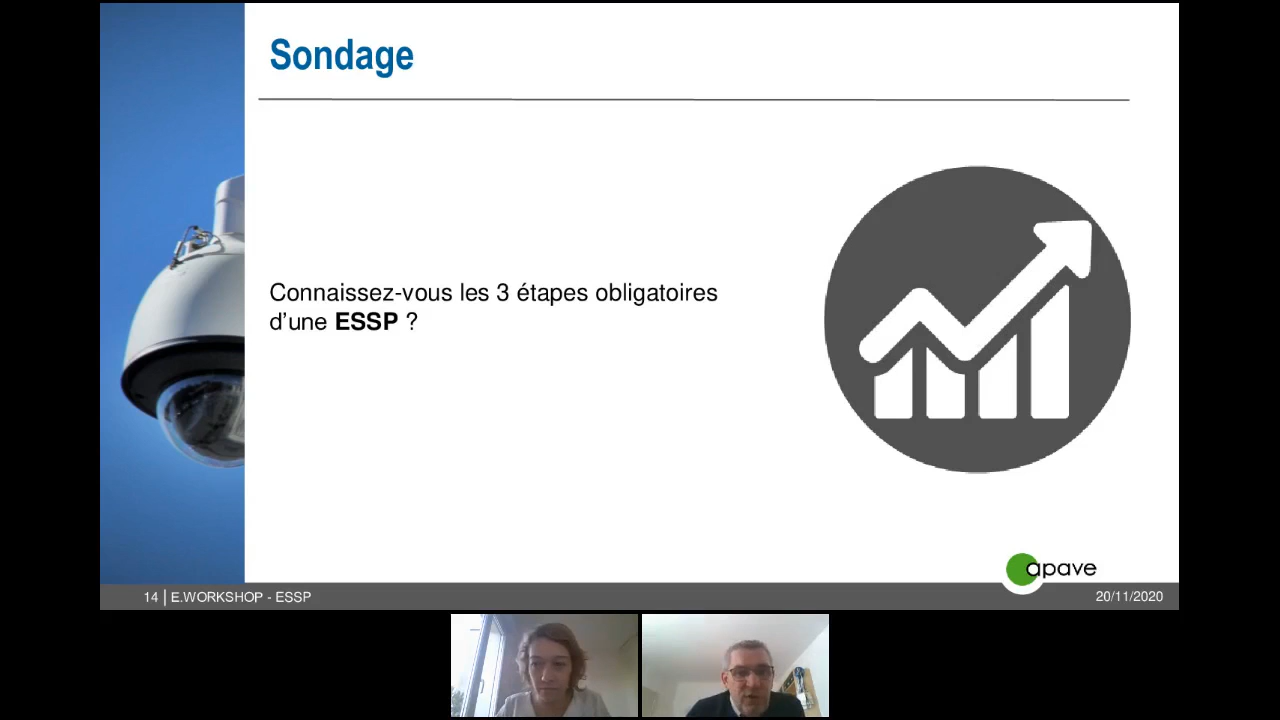 Sondage
Connaissez-vous les 3 étapes obligatoires
d’une ESSP ?
apave
14 | E.WORKSHOP - ESSP
20/11/2020